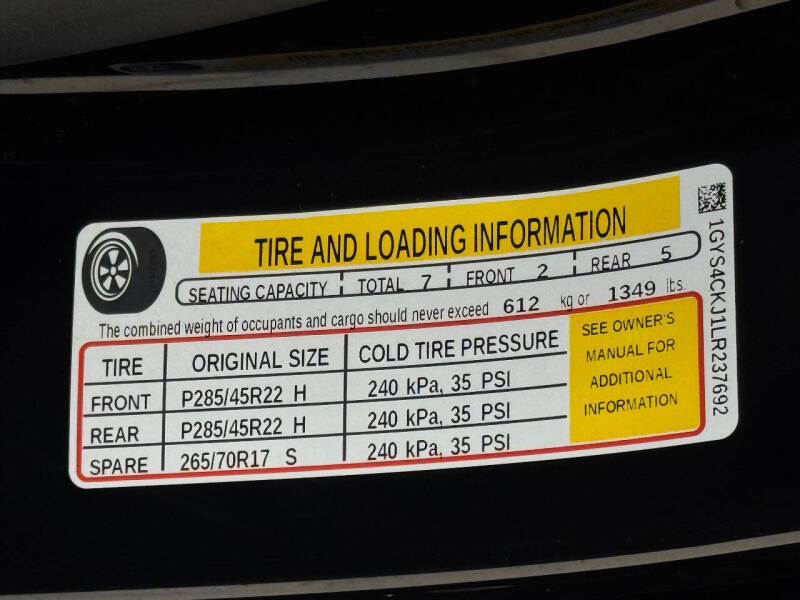 TIRE AND LOADING INFORMATION
SEATING CAPACITY TOTAL 7 FRONT 2 REAR 5
The combined weight of occupants and cargo should never exceed 612 kg or 1349 lbs.
TIRE ORIGINAL SIZE COLD TIRE PRESSURE
FRONT P285/45R22 H 240 kPa, 35 PSI
REAR P285/45R22 H 240 kPa, 35 PSI
SPARE 265/70R17 S 240 kPa, 35 PSI
SEE OWNER'S
MANUAL FOR
ADDITIONAL
INFORMATION
1GYS4CKJ1LR237692